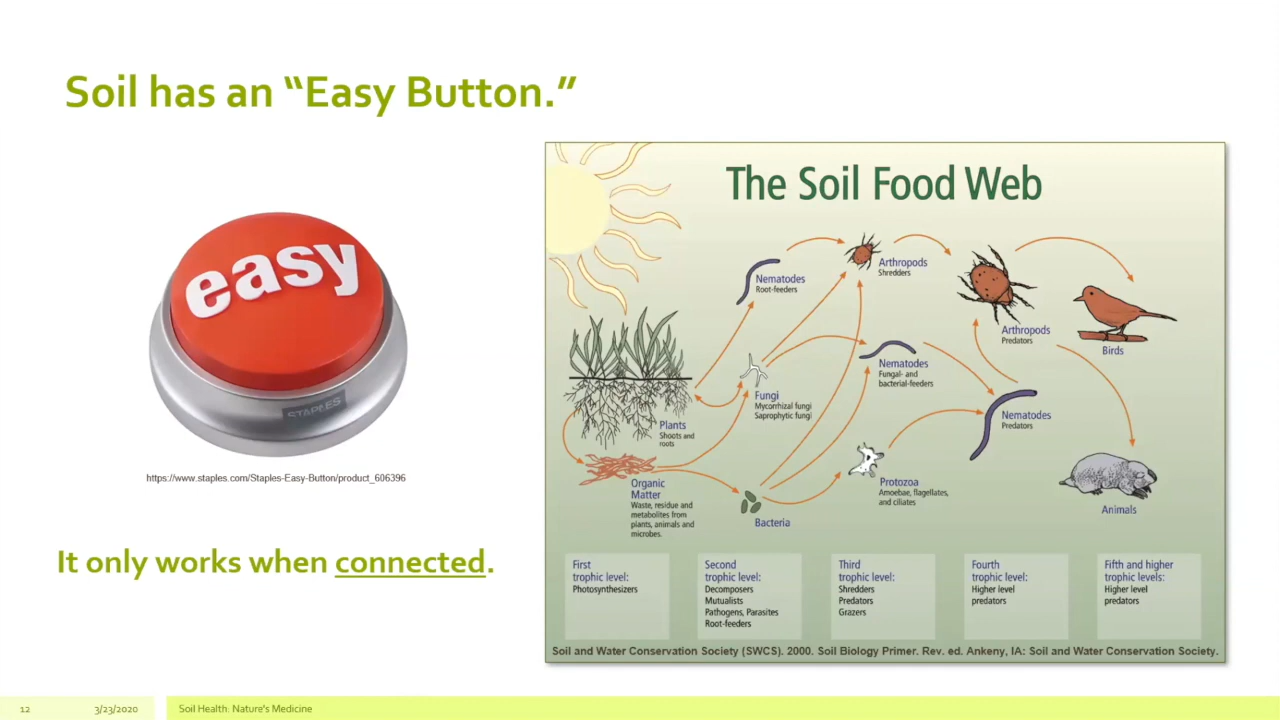 Soil has an “Easy Button.”
easy
STAPLES
https://www.staples.com/Staples-Easy-Button/product_606396
It only works when connected.
The Soil Food Web
Nematodes
Root-feeders
Arthropods
Shredders
Arthropods
Predators
Birds
Nematodes
Fungal- and
bacterial-feeders
Fungi
Mycorrhizal fungi
Saprophytic fungi
Nematodes
Predators
Plants
Shoots and
roots
Organic
Matter
Waste, residue and
metabolites from
plants, animals and
microbes.
Protozoa
Amoebae, flagellates,
and ciliates
Bacteria
Animals
First
trophic level:
Photosynthesizers
Second
trophic level:
Decomposers
Mutualists
Pathogens, Parasites
Root-feeders
Third
trophic level:
Shredders
Predators
Grazers
Fourth
trophic level:
Higher level
predators
Fifth and higher
trophic levels:
Higher level
predators
Soil and Water Conservation Society (SWCS). 2000. Soil Biology Primer. Rev. ed. Ankeny, IA: Soil and Water Conservation Society.
12
3/23/2020
Soil Health: Nature's Medicine